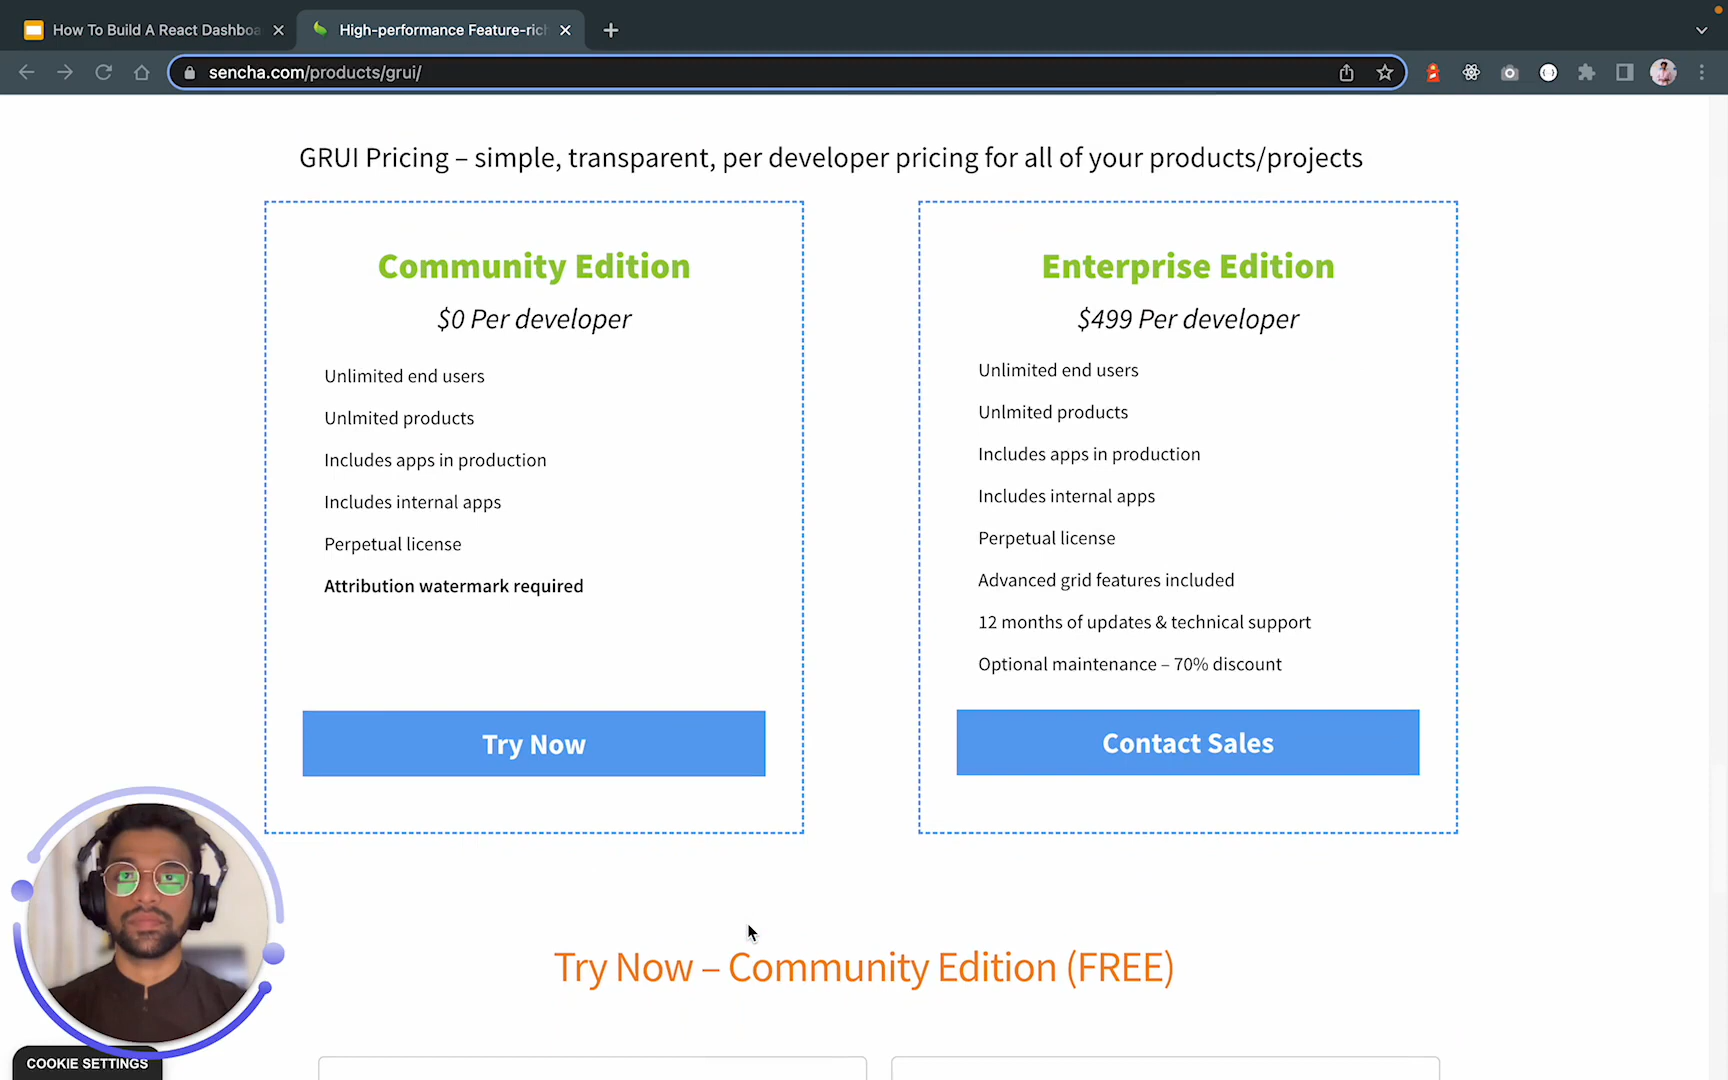 How To Build A React Dashboa
High-performance Feature-rich
sencha.com/products/grui/
GRUI Pricing – simple, transparent, per developer pricing for all of your products/projects
Community Edition
$0 Per developer
Unlimited end users
Unlmited products
Includes apps in production
Includes internal apps
Perpetual license
Attribution watermark required
Try Now
Enterprise Edition
$499 Per developer
Unlimited end users
Unlmited products
Includes apps in production
Includes internal apps
Perpetual license
Advanced grid features included
12 months of updates & technical support
Optional maintenance – 70% discount
Contact Sales
Try Now – Community Edition (FREE)
COOKIE SETTINGS